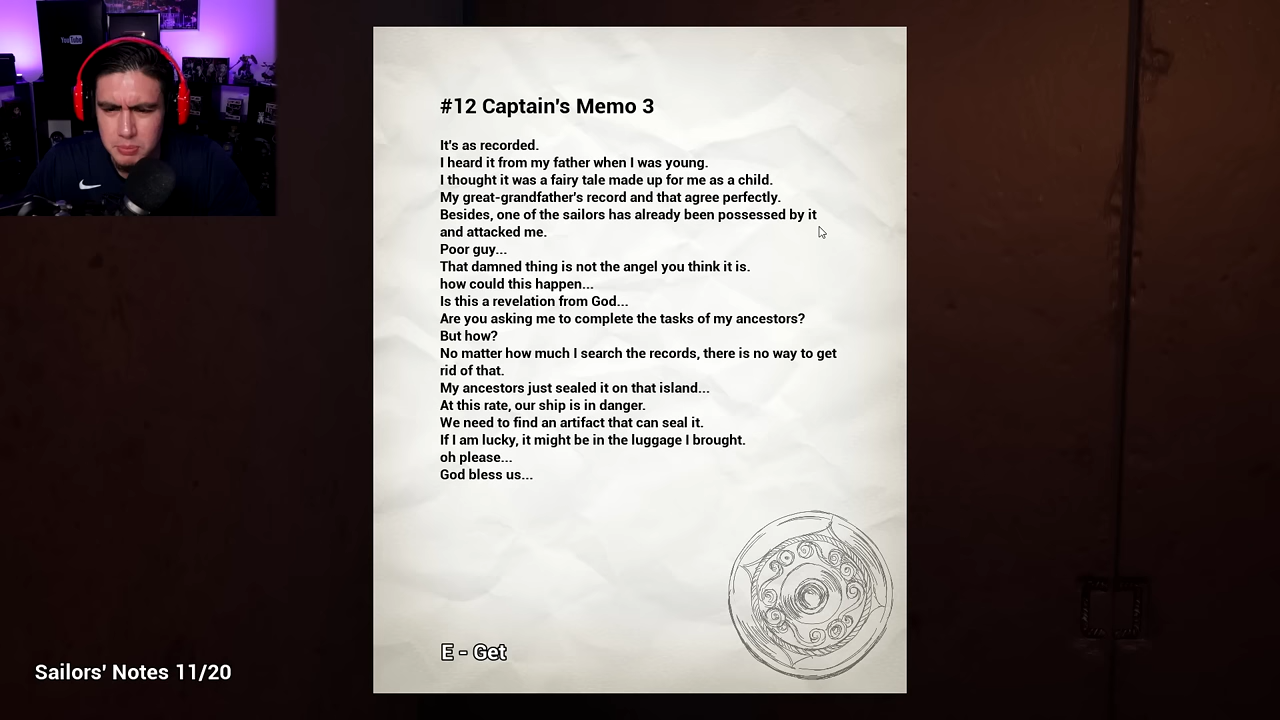 YouTube
#12 Captain's Memo 3
It's as recorded.
I heard it from my father when I was young.
I thought it was a fairy tale made up for me as a child.
My great-grandfather's record and that agree perfectly.
Besides, one of the sailors has already been possessed by it
and attacked me.
Poor guy...
That damned thing is not the angel you think it is.
how could this happen...
Is this a revelation from God...
Are you asking me to complete the tasks of my ancestors?
But how?
No matter how much I search the records, there is no way to get
rid of that.
My ancestors just sealed it on that island...
At this rate, our ship is in danger.
We need to find an artifact that can seal it.
If I am lucky, it might be in the luggage I brought.
oh please...
God bless us...
E - Get
Sailors' Notes 11/20